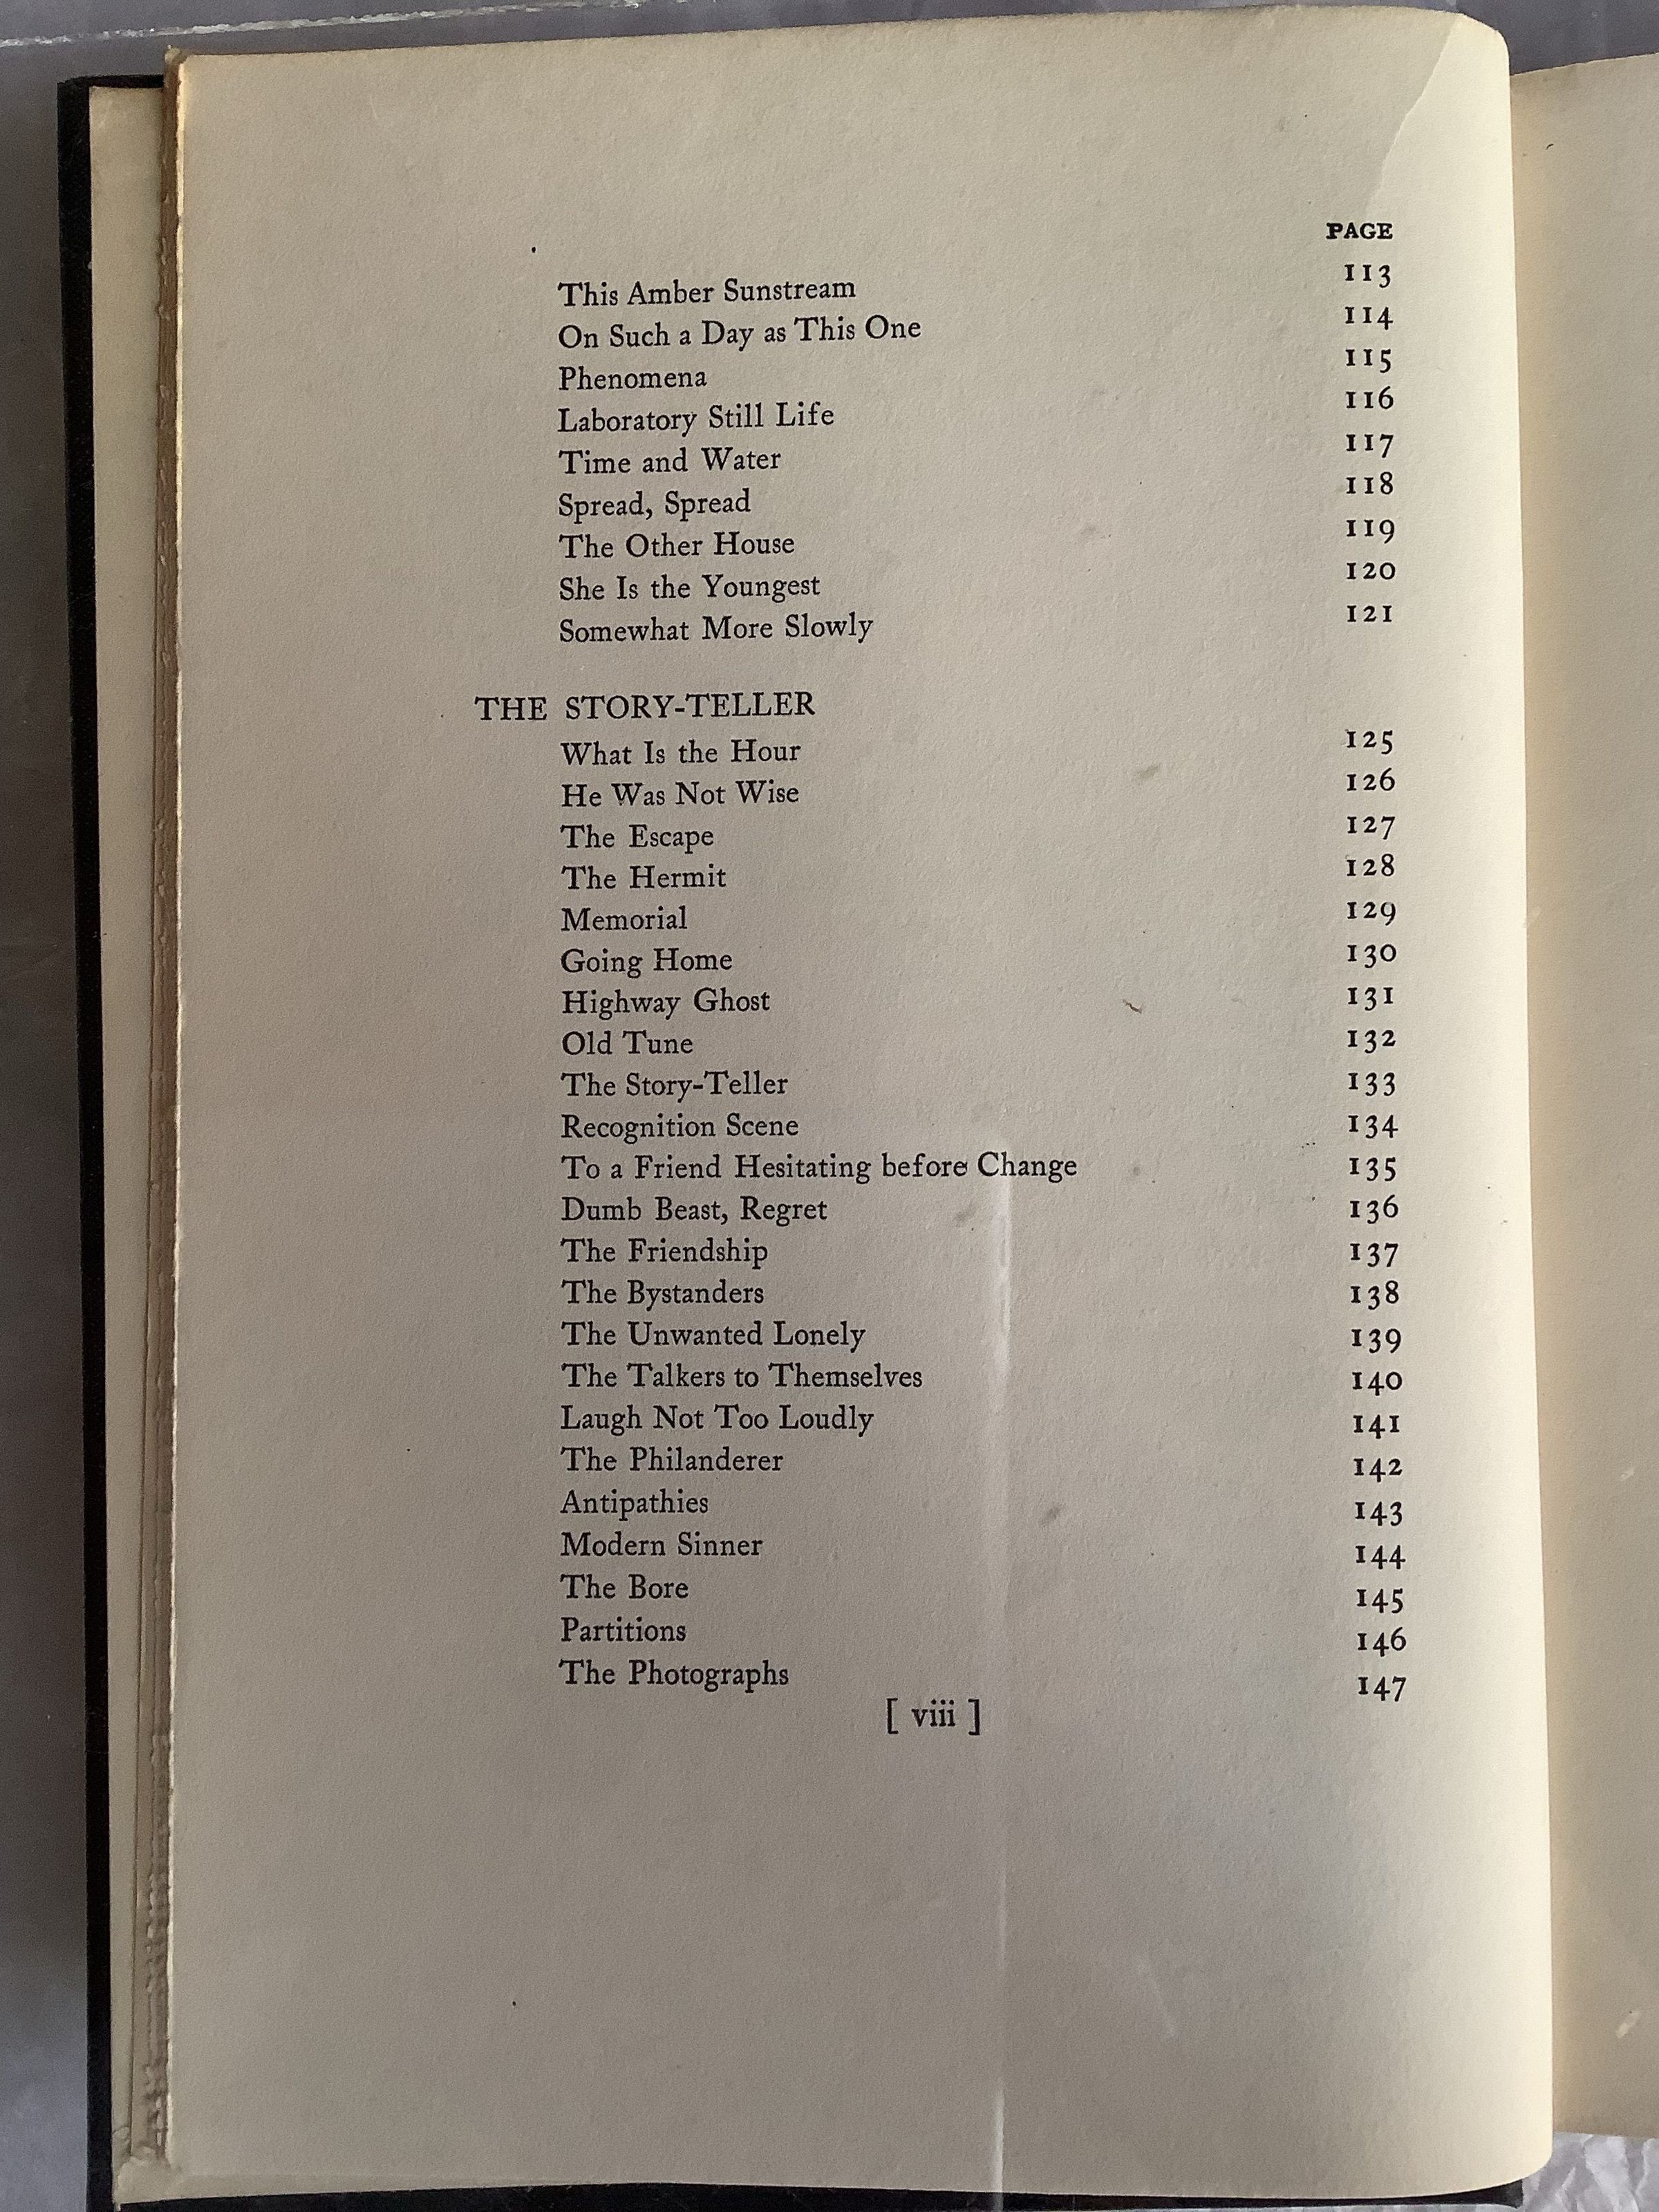 PAGE
This Amber Sunstream 113
On Such a Day as This One 114
Phenomena 115
Laboratory Still Life 116
Time and Water 117
Spread, Spread 118
The Other House 119
She Is the Youngest 120
Somewhat More Slowly 121
THE STORY-TELLER
What Is the Hour 125
He Was Not Wise 126
The Escape 127
The Hermit 128
Memorial 129
Going Home 130
Highway Ghost 131
Old Tune 132
The Story-Teller 133
Recognition Scene 134
To a Friend Hesitating before Change 135
Dumb Beast, Regret 136
The Friendship 137
The Bystanders 138
The Unwanted Lonely 139
The Talkers to Themselves 140
Laugh Not Too Loudly 141
The Philanderer 142
Antipathies 143
Modern Sinner 144
The Bore 145
Partitions 146
The Photographs 147
[ viii ]